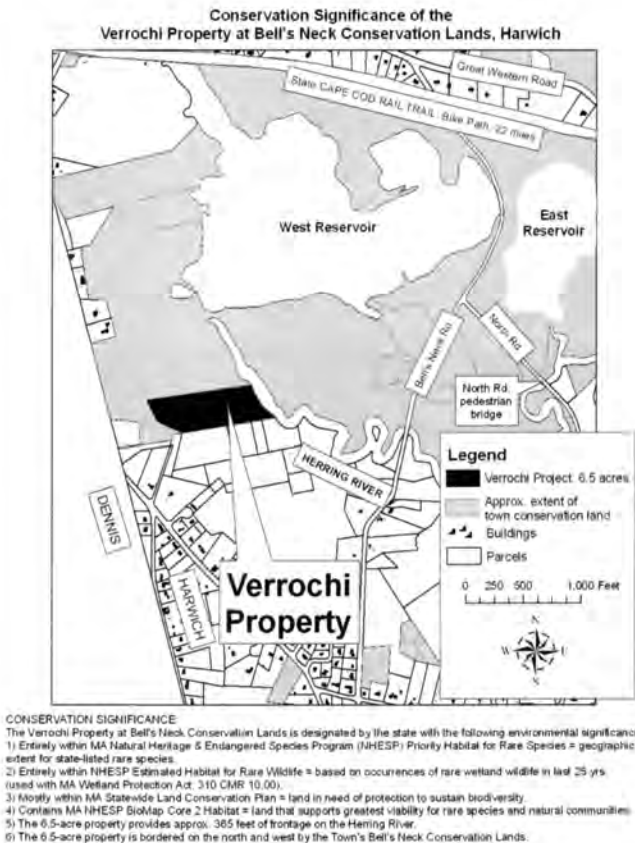 Conservation Significance of the
Verrochi Property at Bell's Neck Conservation Lands, Harwich
Great Western Road
State CAPE COD RAIL TRAIL: Bike Path, 22 miles
West Reservoir
East
Reservoir
Bell's Neck Rd
North Rd
North Rd.
pedestrian
bridge
HERRING RIVER
DENNIS
HARWICH
Verrochi
Property
Legend
Verrochi Project: 6.5 acres
Approx. extent of
town conservation land
Buildings
Parcels
0 250 500 1,000 Feet
N
W E
S
CONSERVATION SIGNIFICANCE:
The Verrochi Property at Bell's Neck Conservation Lands is designated by the state with the following environmental significance
1) Entirely within MA Natural Heritage & Endangered Species Program (NHESP) Priority Habitat for Rare Species = geographic
extent for state-listed rare species.
2) Entirely within NHESP Estimated Habitat for Rare Wildlife = based on occurrences of rare wetland wildlife in last 25 yrs.
(used with MA Wetland Protection Act: 310 CMR 10.00).
3) Mostly within MA Statewide Land Conservation Plan = land in need of protection to sustain biodiversity.
4) Contains MA NHESP BioMap Core 2 Habitat = land that supports greatest viability for rare species and natural communities.
5) The 6.5-acre property provides approx. 365 feet of frontage on the Herring River.
6) The 6.5-acre property is bordered on the north and west by the Town's Bell's Neck Conservation Lands.